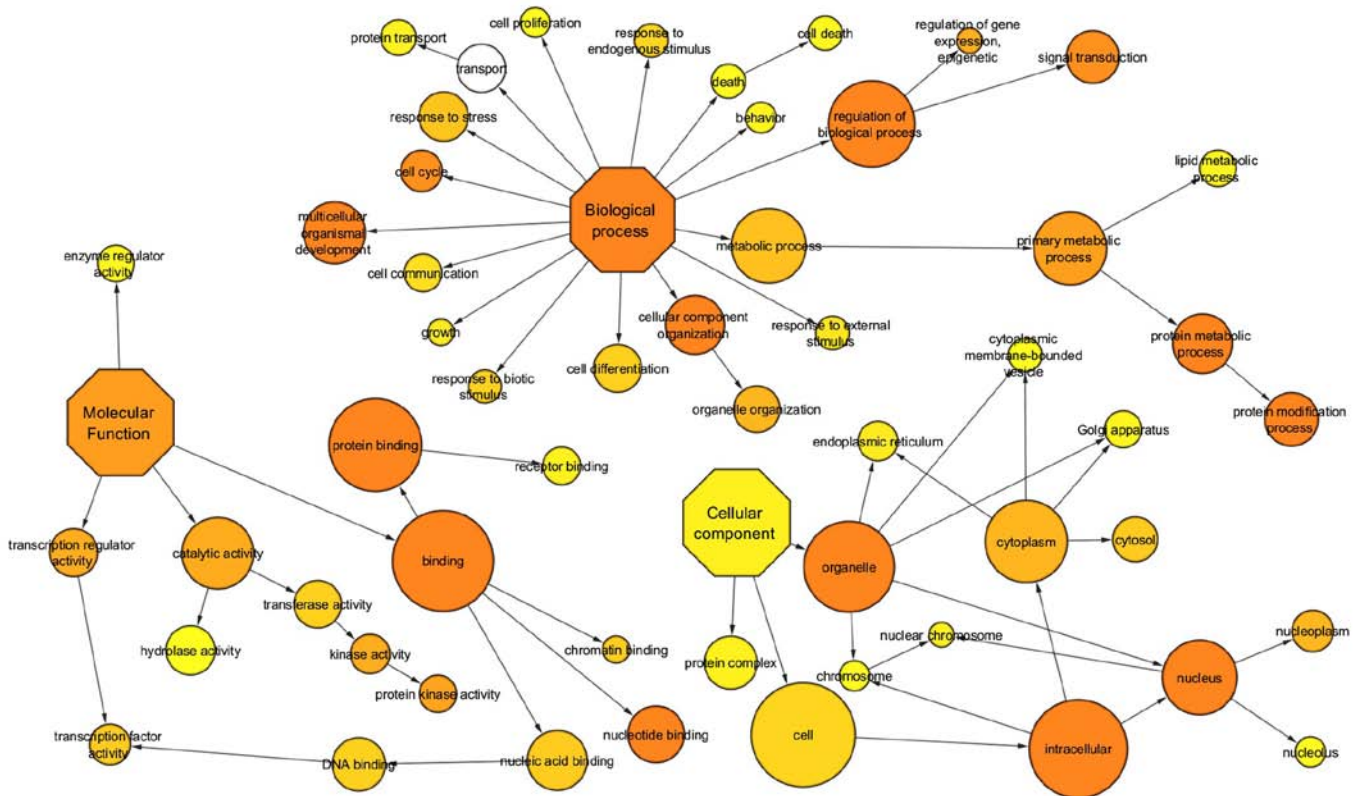 protein transport
cell proliferation
response to
endogenous stimulus
cell death
regulation of gene
expression,
epigenetic
signal transduction
transport
death
response to stress
behavior
regulation of
biological process
cell cycle
lipid metabolic
process
multicellular
organismal
development
Biological
process
metabolic process
primary metabolic
process
enzyme regulator
activity
cell communication
growth
cellular component
organization
response to external
stimulus
cytoplasmic
membrane-bounded
vesicle
protein metabolic
process
response to biotic
stimulus
cell differentiation
organelle organization
protein modification
process
Molecular
Function
protein binding
receptor binding
endoplasmic reticulum
Golgi apparatus
Cellular
component
transcription regulator
activity
catalytic activity
binding
organelle
cytoplasm
cytosol
transferase activity
hydrolase activity
kinase activity
chromatin binding
protein complex
nuclear chromosome
nucleoplasm
chromosome
nucleus
protein kinase activity
transcription factor
activity
DNA binding
nucleic acid binding
nucleotide binding
cell
intracellular
nucleolus